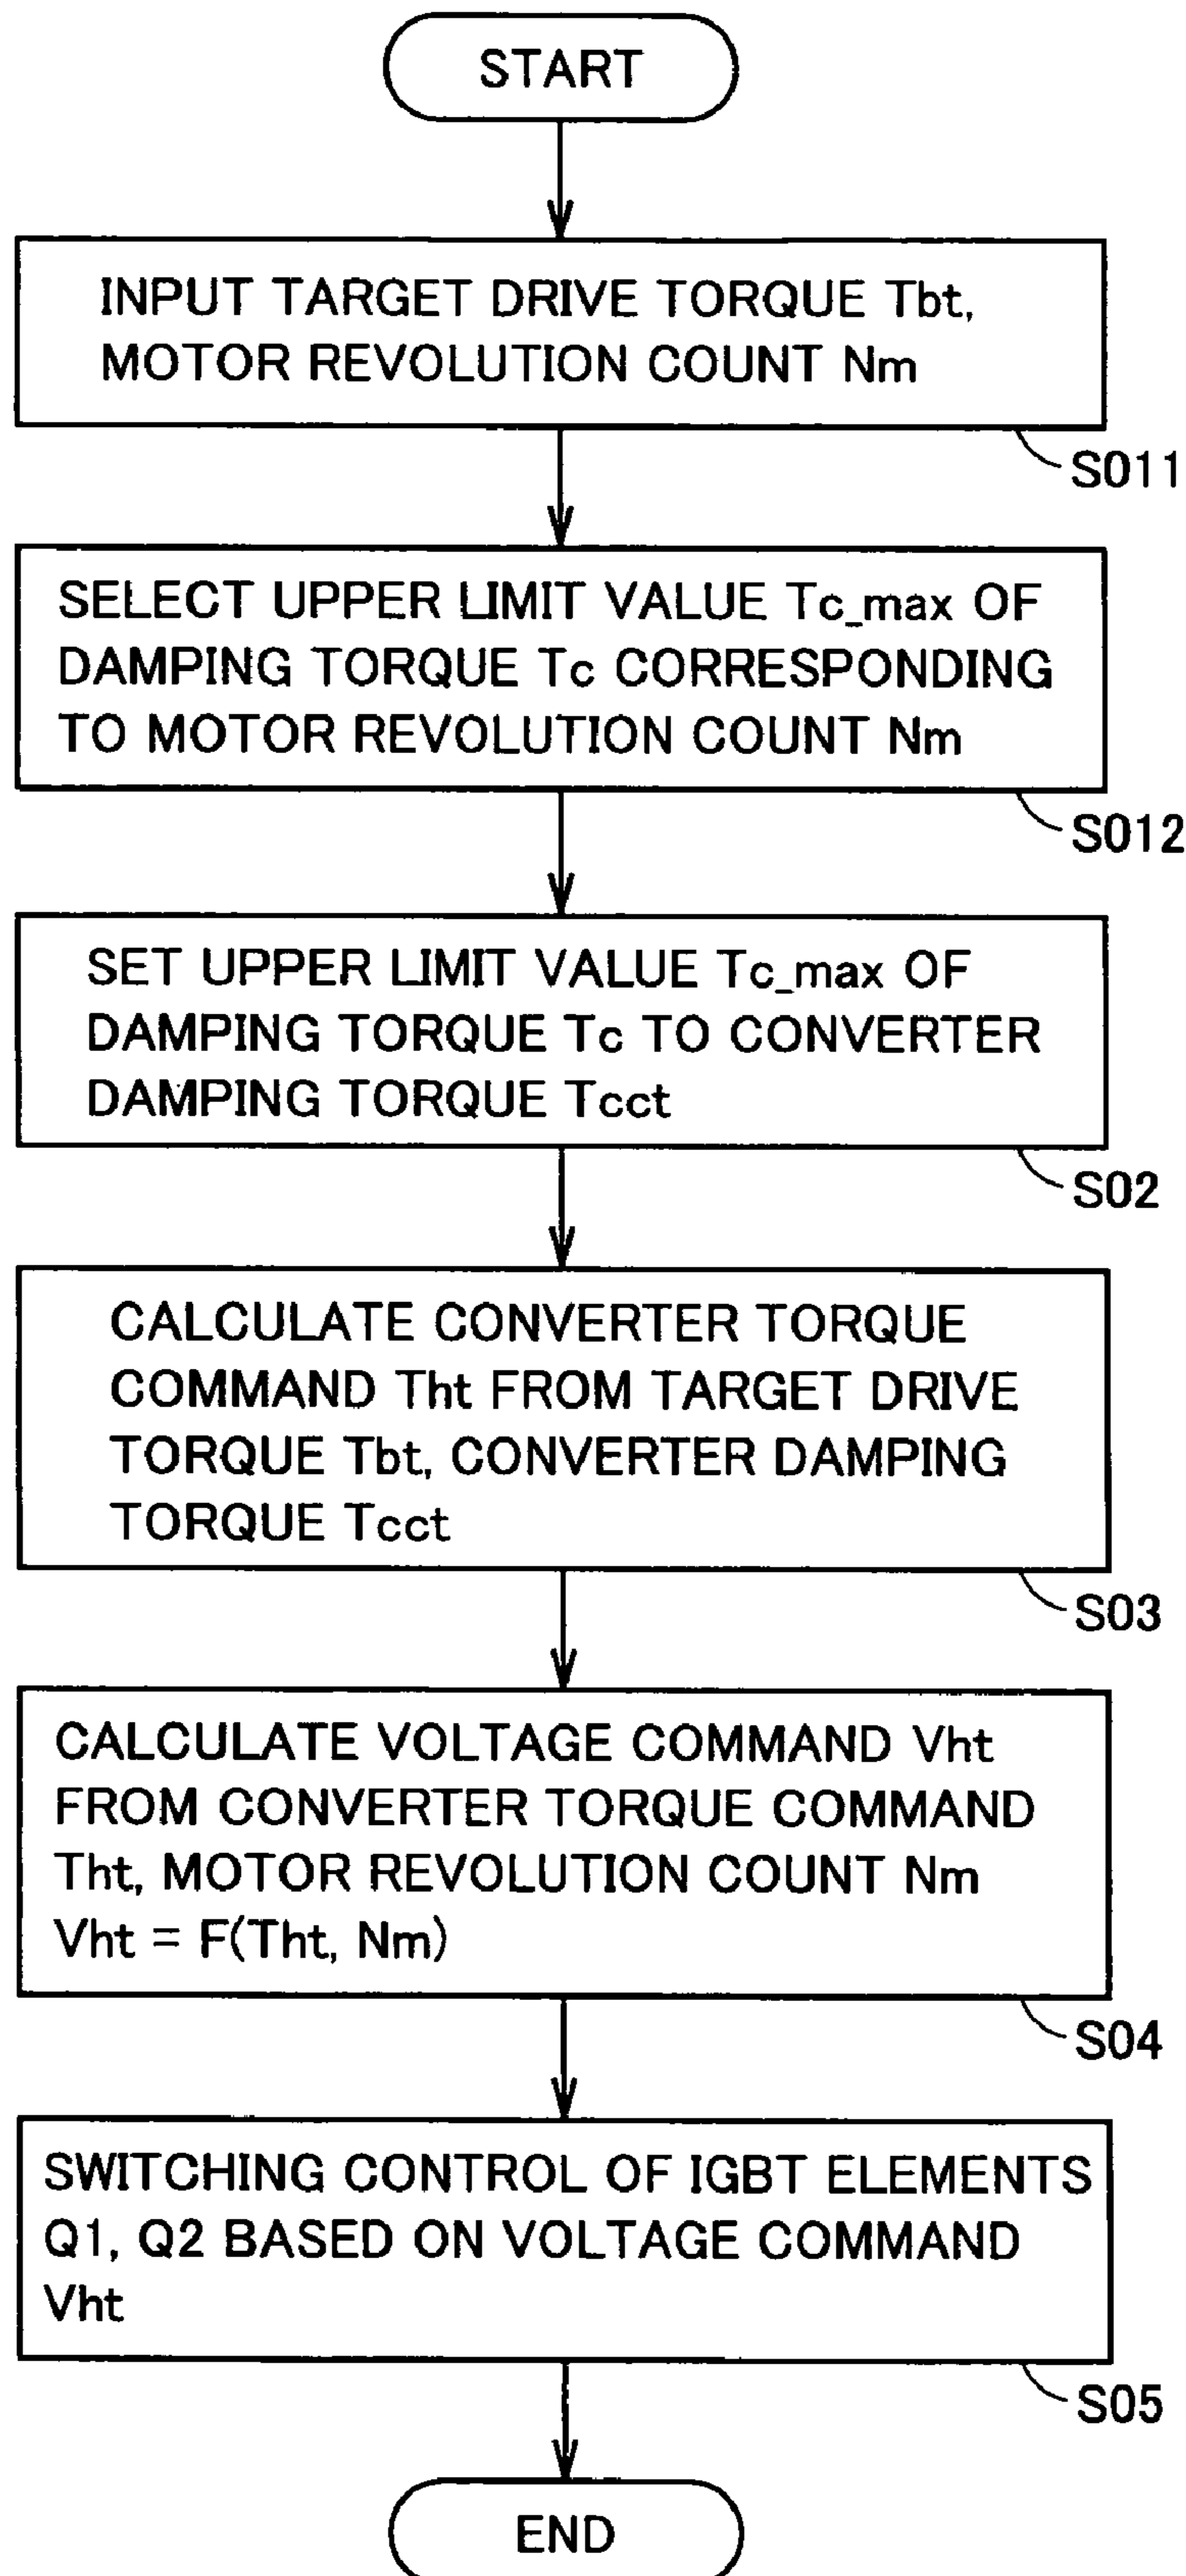 START
INPUT TARGET DRIVE TORQUE Tbt,
MOTOR REVOLUTION COUNT Nm
S011
SELECT UPPER LIMIT VALUE Tc_max OF
DAMPING TORQUE Tc CORRESPONDING
TO MOTOR REVOLUTION COUNT Nm
S012
SET UPPER LIMIT VALUE Tc_max OF
DAMPING TORQUE Tc TO CONVERTER
DAMPING TORQUE Tcct
S02
CALCULATE CONVERTER TORQUE
COMMAND Tht FROM TARGET DRIVE
TORQUE Tbt, CONVERTER DAMPING
TORQUE Tcct
S03
CALCULATE VOLTAGE COMMAND Vht
FROM CONVERTER TORQUE COMMAND
Tht, MOTOR REVOLUTION COUNT Nm
Vht = F(Tht, Nm)
S04
SWITCHING CONTROL OF IGBT ELEMENTS
Q1, Q2 BASED ON VOLTAGE COMMAND
Vht
S05
END